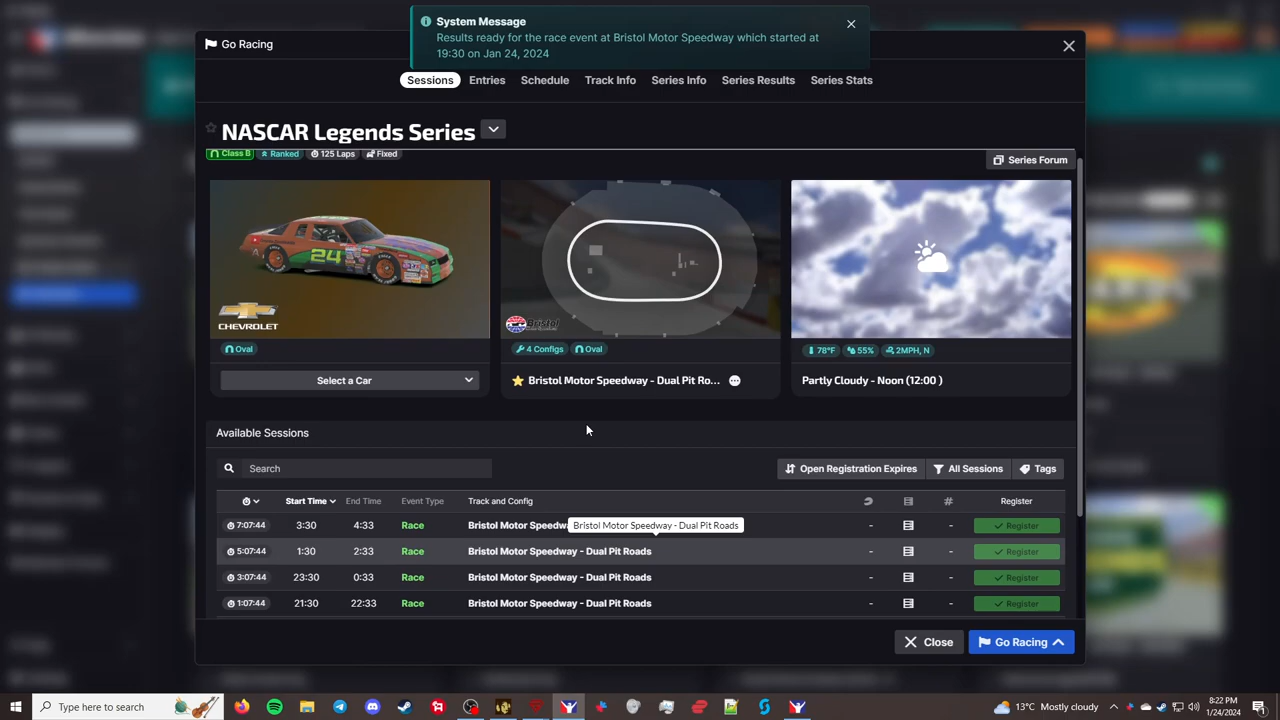 System Message
Results ready for the race event at Bristol Motor Speedway which started at
19:30 on Jan 24, 2024
Go Racing
Sessions Entries Schedule Track Info Series Info Series Results Series Stats
NASCAR Legends Series
Class B Ranked 125 Laps Fixed
Series Forum
24
CHEVROLET
Bristol
Oval
4 Configs Oval
78°F 55% 2MPH, N
Select a Car
Bristol Motor Speedway - Dual Pit Ro...
Partly Cloudy - Noon (12:00 )
Available Sessions
Search
Open Registration Expires All Sessions Tags
Start Time End Time Event Type Track and Config # Register
7:07:44 3:30 4:33 Race Bristol Motor Speedw - Register
Bristol Motor Speedway - Dual Pit Roads
5:07:44 1:30 2:33 Race Bristol Motor Speedway - Dual Pit Roads - - Register
3:07:44 23:30 0:33 Race Bristol Motor Speedway - Dual Pit Roads - - Register
1:07:44 21:30 22:33 Race Bristol Motor Speedway - Dual Pit Roads - - Register
Close Go Racing
Type here to search
13°C Mostly cloudy
8:22 PM
1/24/2024